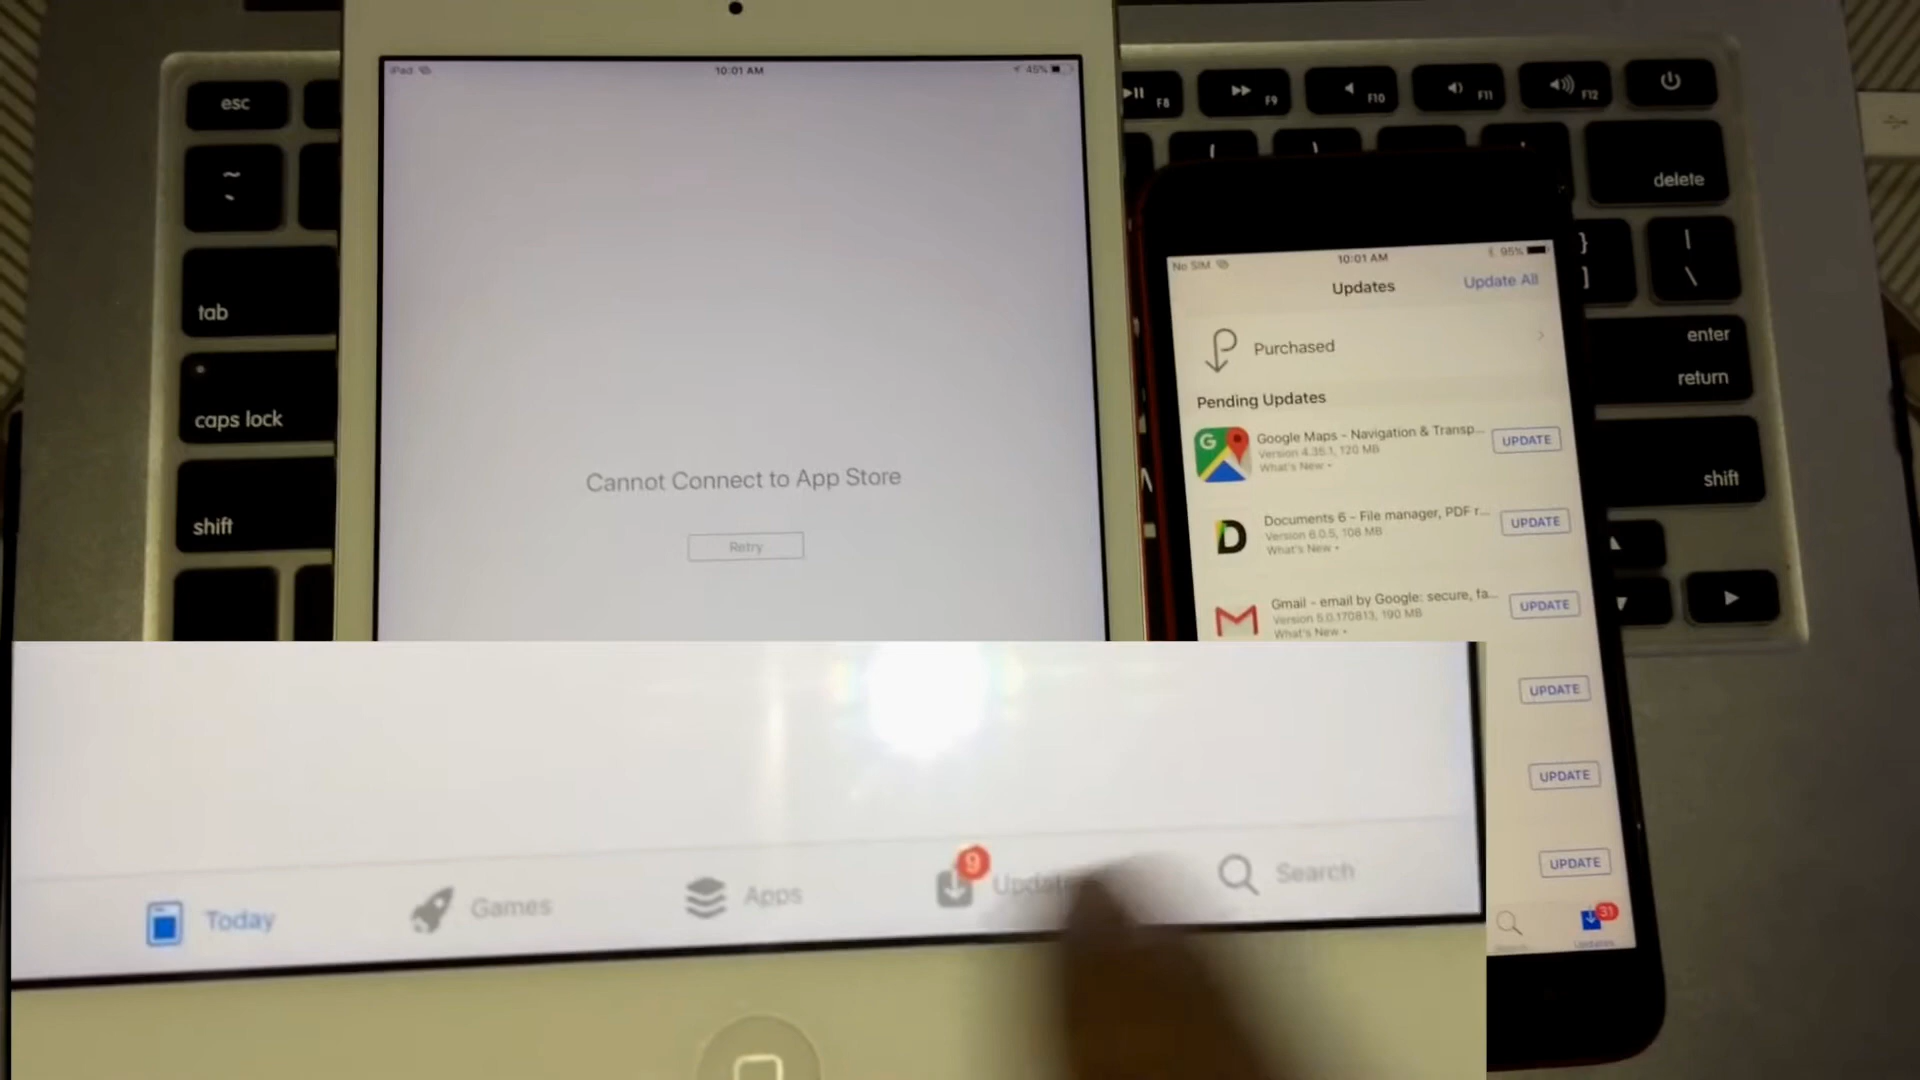 esc
~
`
tab
caps lock
shift
iPad 10:01 AM 45%
Cannot Connect to App Store
Retry
F8
F9
F10
F11
F12
delete
}
]
|
\
enter
return
shift
No SIM 10:01 AM 95%
Updates Update All
Purchased
Pending Updates
Google Maps - Navigation & Transp...
Version 4.35.1, 120 MB
What's New
UPDATE
Documents 6 - File manager, PDF r...
Version 6.0.5, 108 MB
What's New
UPDATE
Gmail - email by Google: secure, fa...
Version 5.0.170813, 190 MB
What's New
UPDATE
UPDATE
UPDATE
UPDATE
31
Updates
Today Games Apps 9 Search